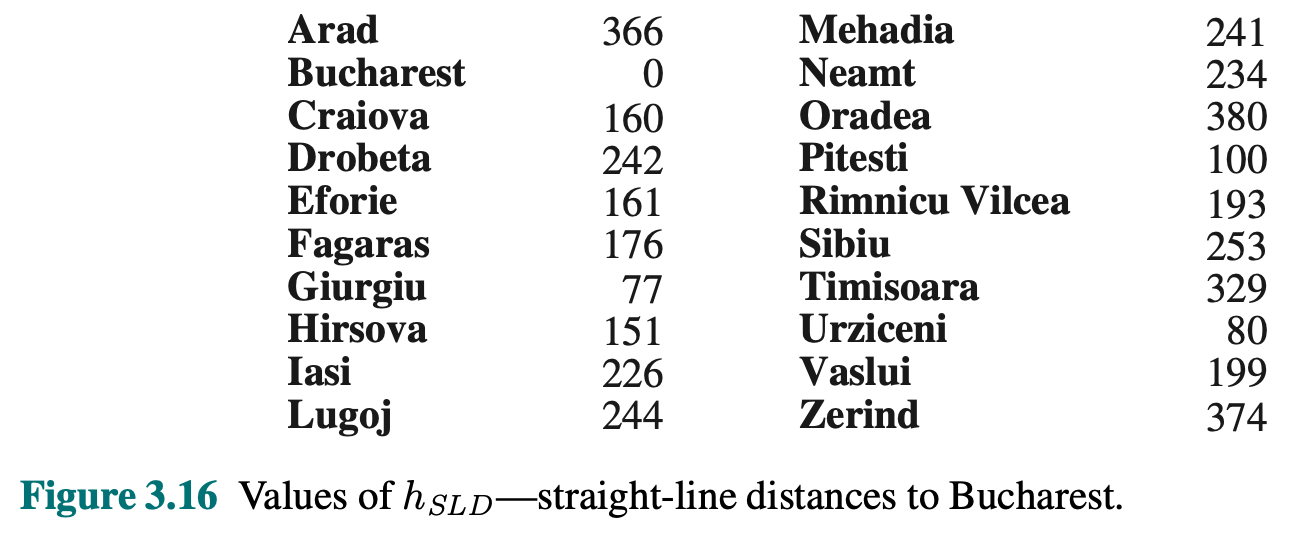 Arad 366 Mehadia 241
Bucharest 0 Neamt 234
Craiova 160 Oradea 380
Drobeta 242 Pitesti 100
Eforie 161 Rimnicu Vilcea 193
Fagaras 176 Sibiu 253
Giurgiu 77 Timisoara 329
Hirsova 151 Urziceni 80
Iasi 226 Vaslui 199
Lugoj 244 Zerind 374
Figure 3.16 Values of hSLD—straight-line distances to Bucharest.